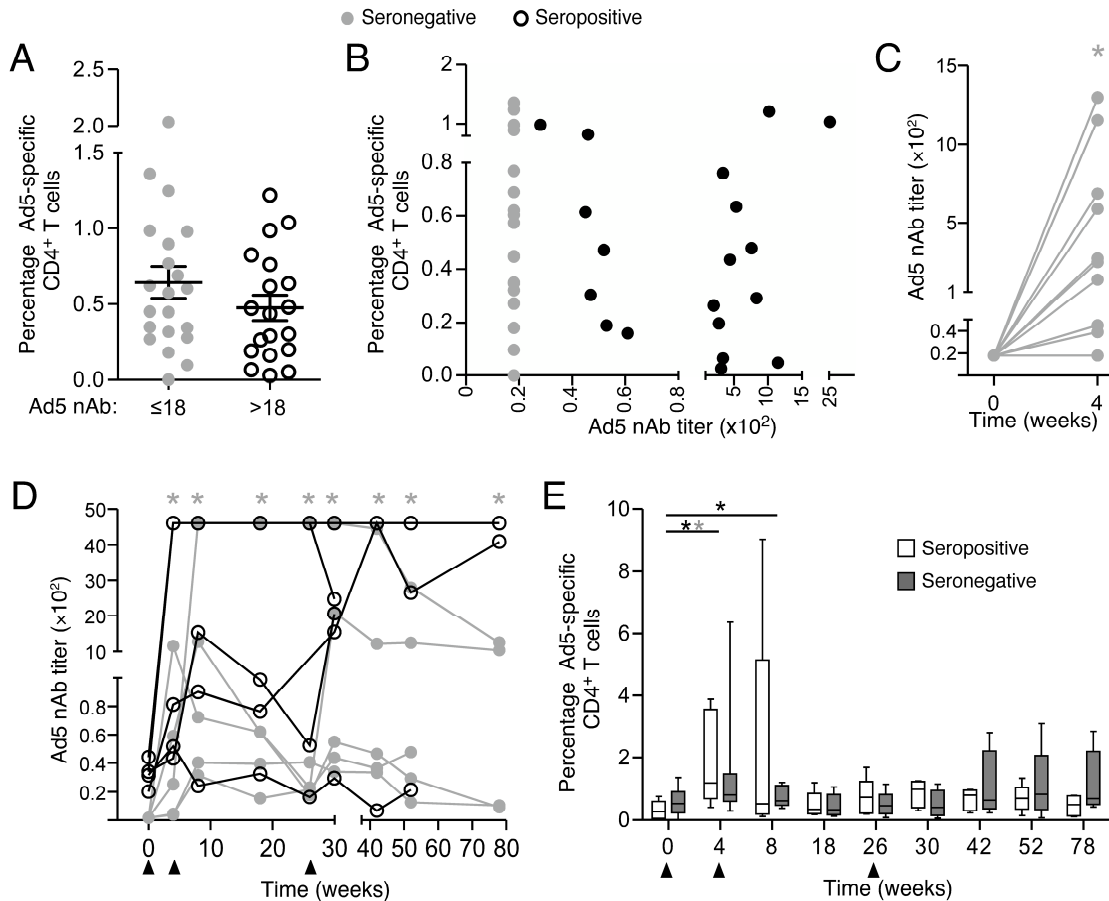 Seronegative Seropositive
A
2.5
2.0
1.5
1.0
0.5
0.0
Percentage Ad5-specific
CD4⁺ T cells
Ad5 nAb: ≤18 >18
B
2
1
0.8
0.6
0.4
0.2
0.0
Percentage Ad5-specific
CD4⁺ T cells
0 0.2 0.4 0.6 0.8 5 10 15 25
Ad5 nAb titer (x10²)
C
*
15
5
1
0.4
0.2
Ad5 nAb titer (×10²)
0 4
Time (weeks)
D
* * * * * * * *
50
40
30
20
10
0.8
0.6
0.4
0.2
Ad5 nAb titer (×10²)
0 10 20 30 40 50 60 70 80
Time (weeks)
E
*
**
10
8
6
4
2
0
Percentage Ad5-specific
CD4⁺ T cells
Seropositive
Seronegative
0 4 8 18 26 30 42 52 78
Time (weeks)